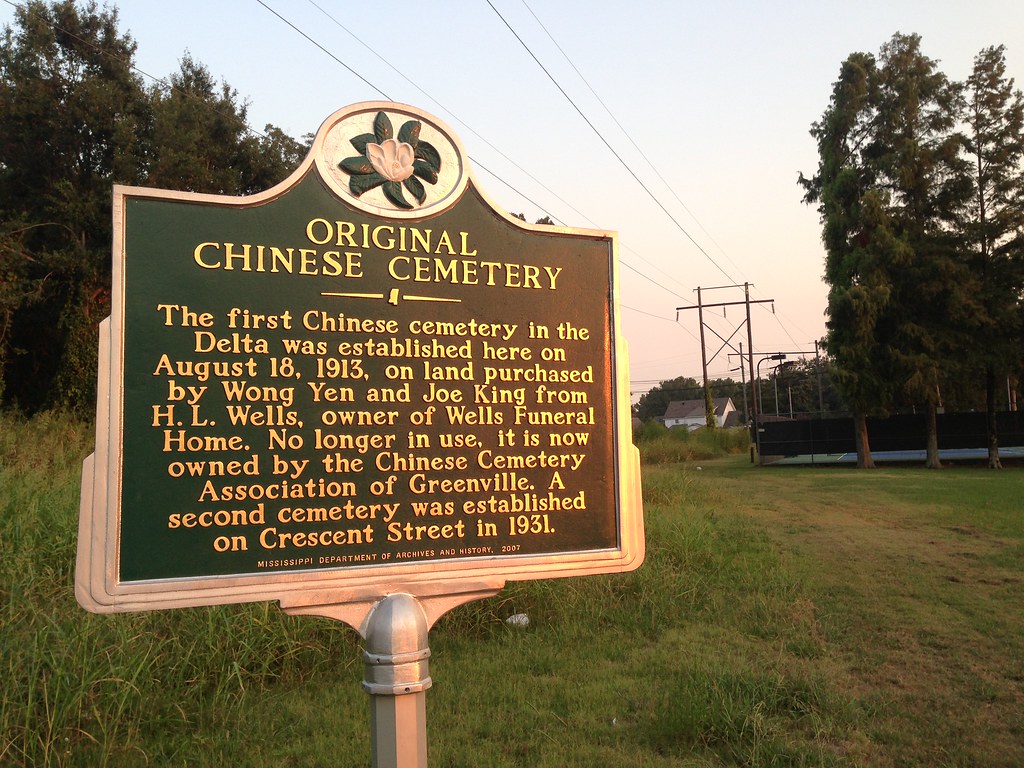 ORIGINAL
CHINESE CEMETERY
The first Chinese cemetery in the
Delta was established here on
August 18, 1913, on land purchased
by Wong Yen and Joe King from
H. L. Wells, owner of Wells Funeral
Home. No longer in use, it is now
owned by the Chinese Cemetery
Association of Greenville. A
second cemetery was established
on Crescent Street in 1931.
MISSISSIPPI DEPARTMENT OF ARCHIVES AND HISTORY, 2007